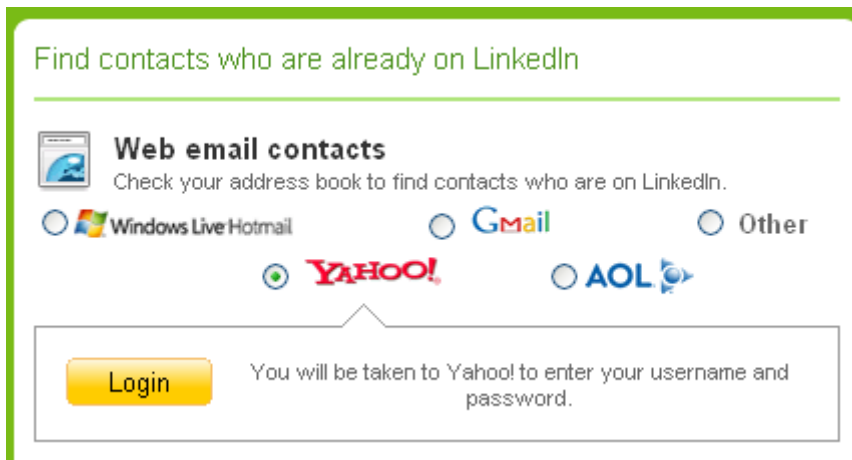 Find contacts who are already on LinkedIn
Web email contacts
Check your address book to find contacts who are on LinkedIn.
Windows Live Hotmail GMail Other
YAHOO! AOL
Login
You will be taken to Yahoo! to enter your username and
password.